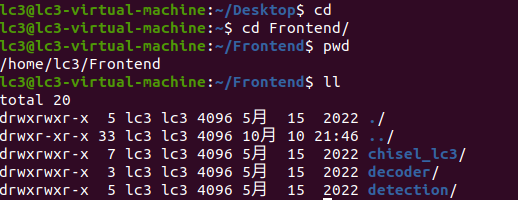 lc3@lc3-virtual-machine:~/Desktop$ cd
lc3@lc3-virtual-machine:~$ cd Frontend/
lc3@lc3-virtual-machine:~/Frontend$ pwd
/home/lc3/Frontend
lc3@lc3-virtual-machine:~/Frontend$ ll
total 20
drwxrwxr-x  5 lc3 lc3 4096 5月  15  2022 ./
drwxr-xr-x 33 lc3 lc3 4096 10月 10 21:46 ../
drwxrwxr-x  7 lc3 lc3 4096 5月  15  2022 chisel_lc3/
drwxrwxr-x  5 lc3 lc3 4096 5月  15  2022 decoder/
drwxrwxr-x  5 lc3 lc3 4096 5月  15  2022 detection/